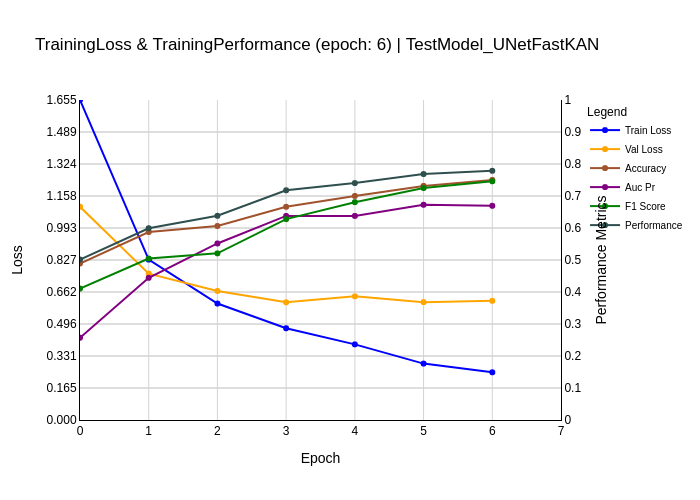 TrainingLoss & TrainingPerformance (epoch: 6) | TestModel_UNetFastKAN
Legend
Train Loss
Val Loss
Accuracy
Auc Pr
F1 Score
Performance
Loss
1.655
1.489
1.324
1.158
0.993
0.827
0.662
0.496
0.331
0.165
0.000
1
0.9
0.8
0.7
0.6
0.5
0.4
0.3
0.2
0.1
0
Performance Metrics
0 1 2 3 4 5 6 7
Epoch